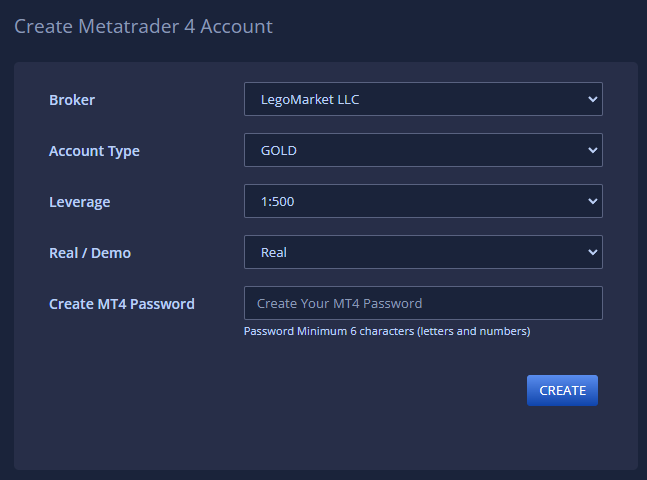 Create Metatrader 4 Account
Broker
LegoMarket LLC
Account Type
GOLD
Leverage
1:500
Real / Demo
Real
Create MT4 Password
Create Your MT4 Password
Password Minimum 6 characters (letters and numbers)
CREATE